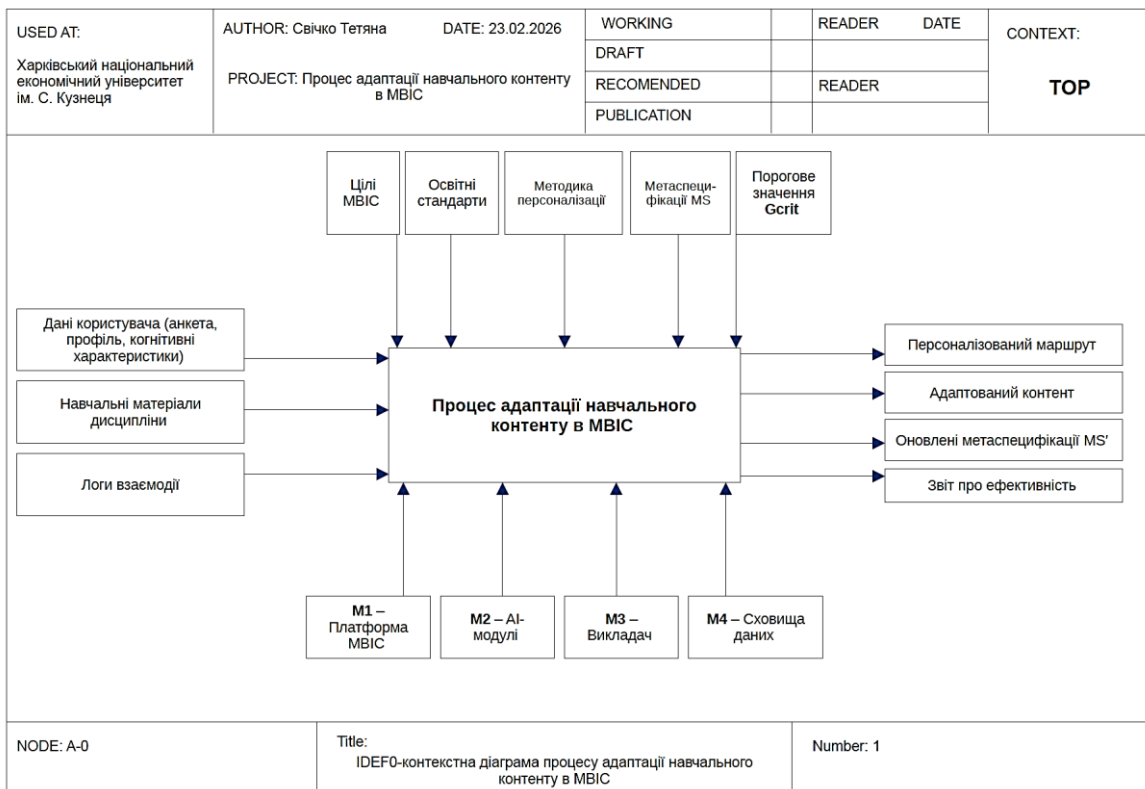 USED AT:
Харківський національний
економічний університет
ім. С. Кузнеця
AUTHOR: Свічко Тетяна
DATE: 23.02.2026
PROJECT: Процес адаптації навчального контенту
в МВІС
WORKING
DRAFT
RECOMENDED
PUBLICATION
READER
DATE
READER
CONTEXT:
TOP
Цілі
МВІС
Освітні
стандарти
Методика
персоналізації
Метаспеци-
фікації MS
Порогове
значення
Gcrit
Дані користувача (анкета,
профіль, когнітивні
характеристики)
Навчальні матеріали
дисципліни
Логи взаємодії
Процес адаптації навчального
контенту в МВІС
Персоналізований маршрут
Адаптований контент
Оновлені метаспецифікації MS′
Звіт про ефективність
M1 –
Платформа
МВІС
M2 – AI-
модулі
M3 –
Викладач
M4 – Сховища
даних
NODE: A-0
Title:
IDEF0-контекстна діаграма процесу адаптації навчального
контенту в МВІС
Number: 1